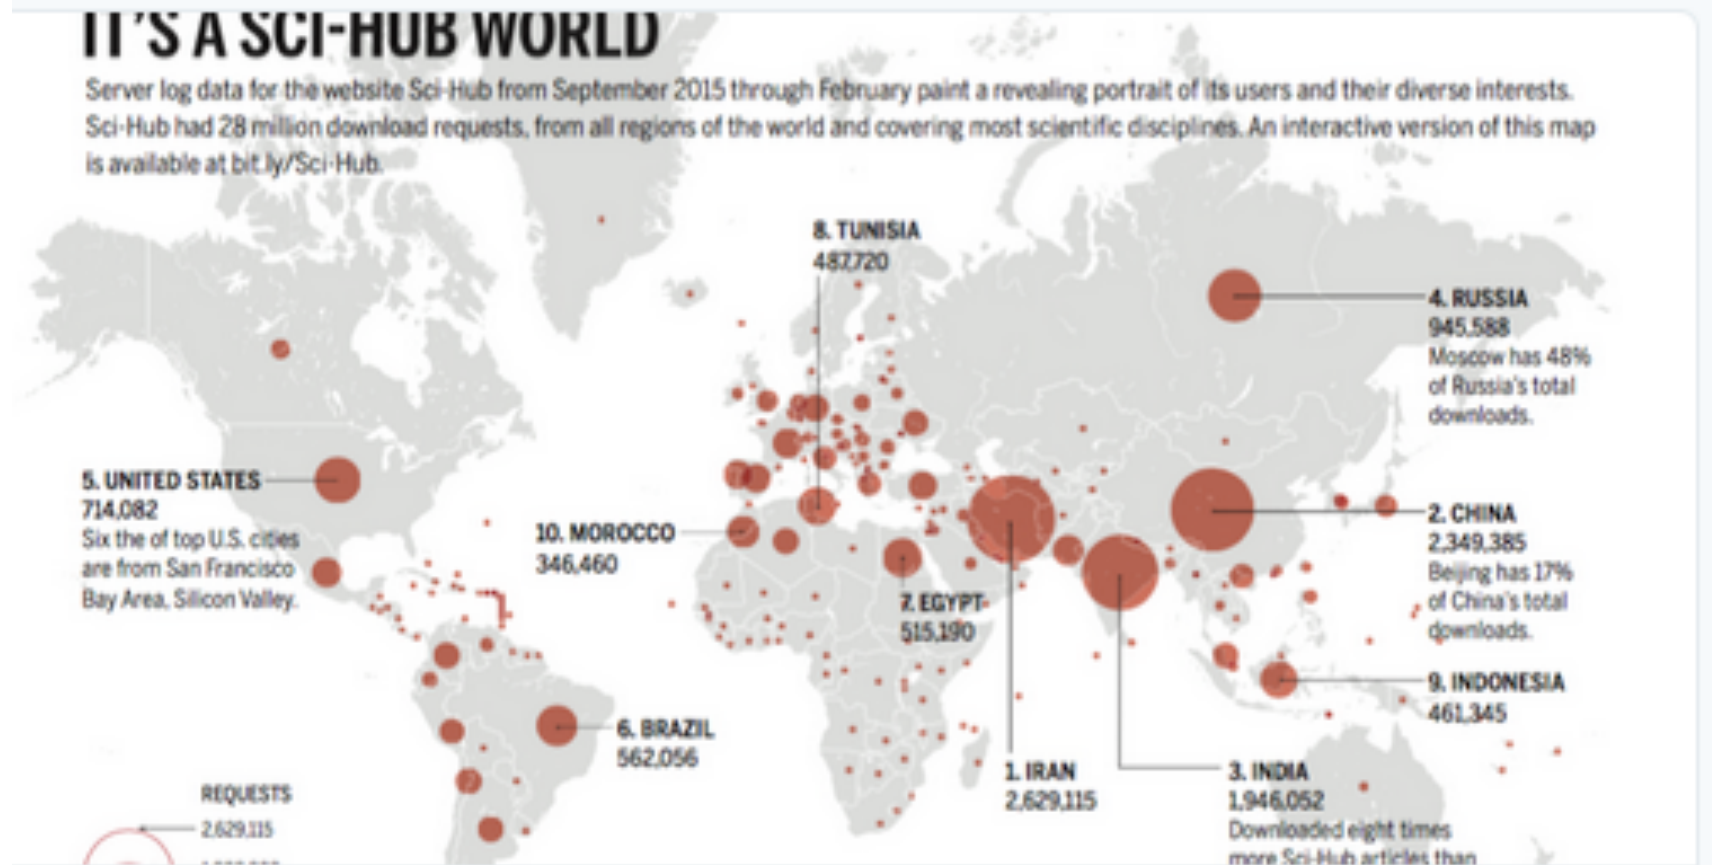 IT'S A SCI-HUB WORLD
Server log data for the website Sci-Hub from September 2015 through February paint a revealing portrait of its users and their diverse interests.
Sci-Hub had 28 million download requests, from all regions of the world and covering most scientific disciplines. An interactive version of this map
is available at bit.ly/Sci-Hub.
8. TUNISIA
487,720
4. RUSSIA
945,588
Moscow has 48%
of Russia's total
downloads.
5. UNITED STATES
714,082
Six the of top U.S. cities
are from San Francisco
Bay Area, Silicon Valley.
10. MOROCCO
346,460
2. CHINA
2,349,385
Beijing has 17%
of China's total
downloads.
7. EGYPT
515,190
9. INDONESIA
461,345
6. BRAZIL
562,056
1. IRAN
2,629,115
3. INDIA
1,946,052
Downloaded eight times
more Sci-Hub articles than
REQUESTS
2,629,115